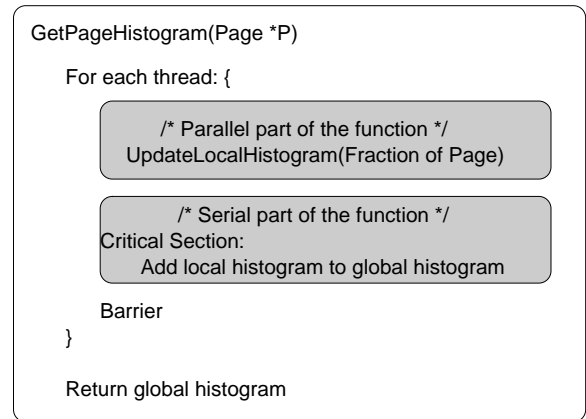 GetPageHistogram(Page *P)
For each thread: {
/* Parallel part of the function */
UpdateLocalHistogram(Fraction of Page)
/* Serial part of the function */
Critical Section:
Add local histogram to global histogram
Barrier
}
Return global histogram